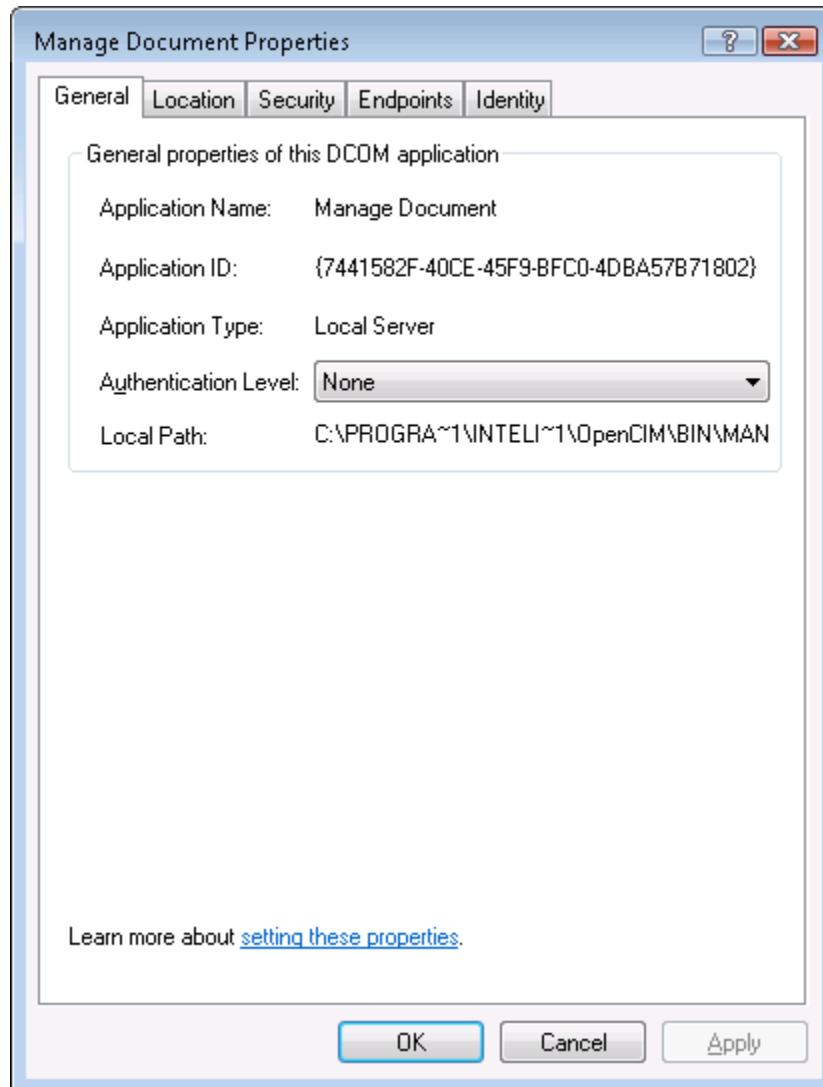 Manage Document Properties
General Location Security Endpoints Identity
General properties of this DCOM application
Application Name: Manage Document
Application ID: {7441582F-40CE-45F9-BFC0-4DBA57B71802}
Application Type: Local Server
Authentication Level: None
Local Path: C:\PROGRA~1\INTELI~1\OpenCIM\BIN\MAN
Learn more about setting these properties.
OK Cancel Apply